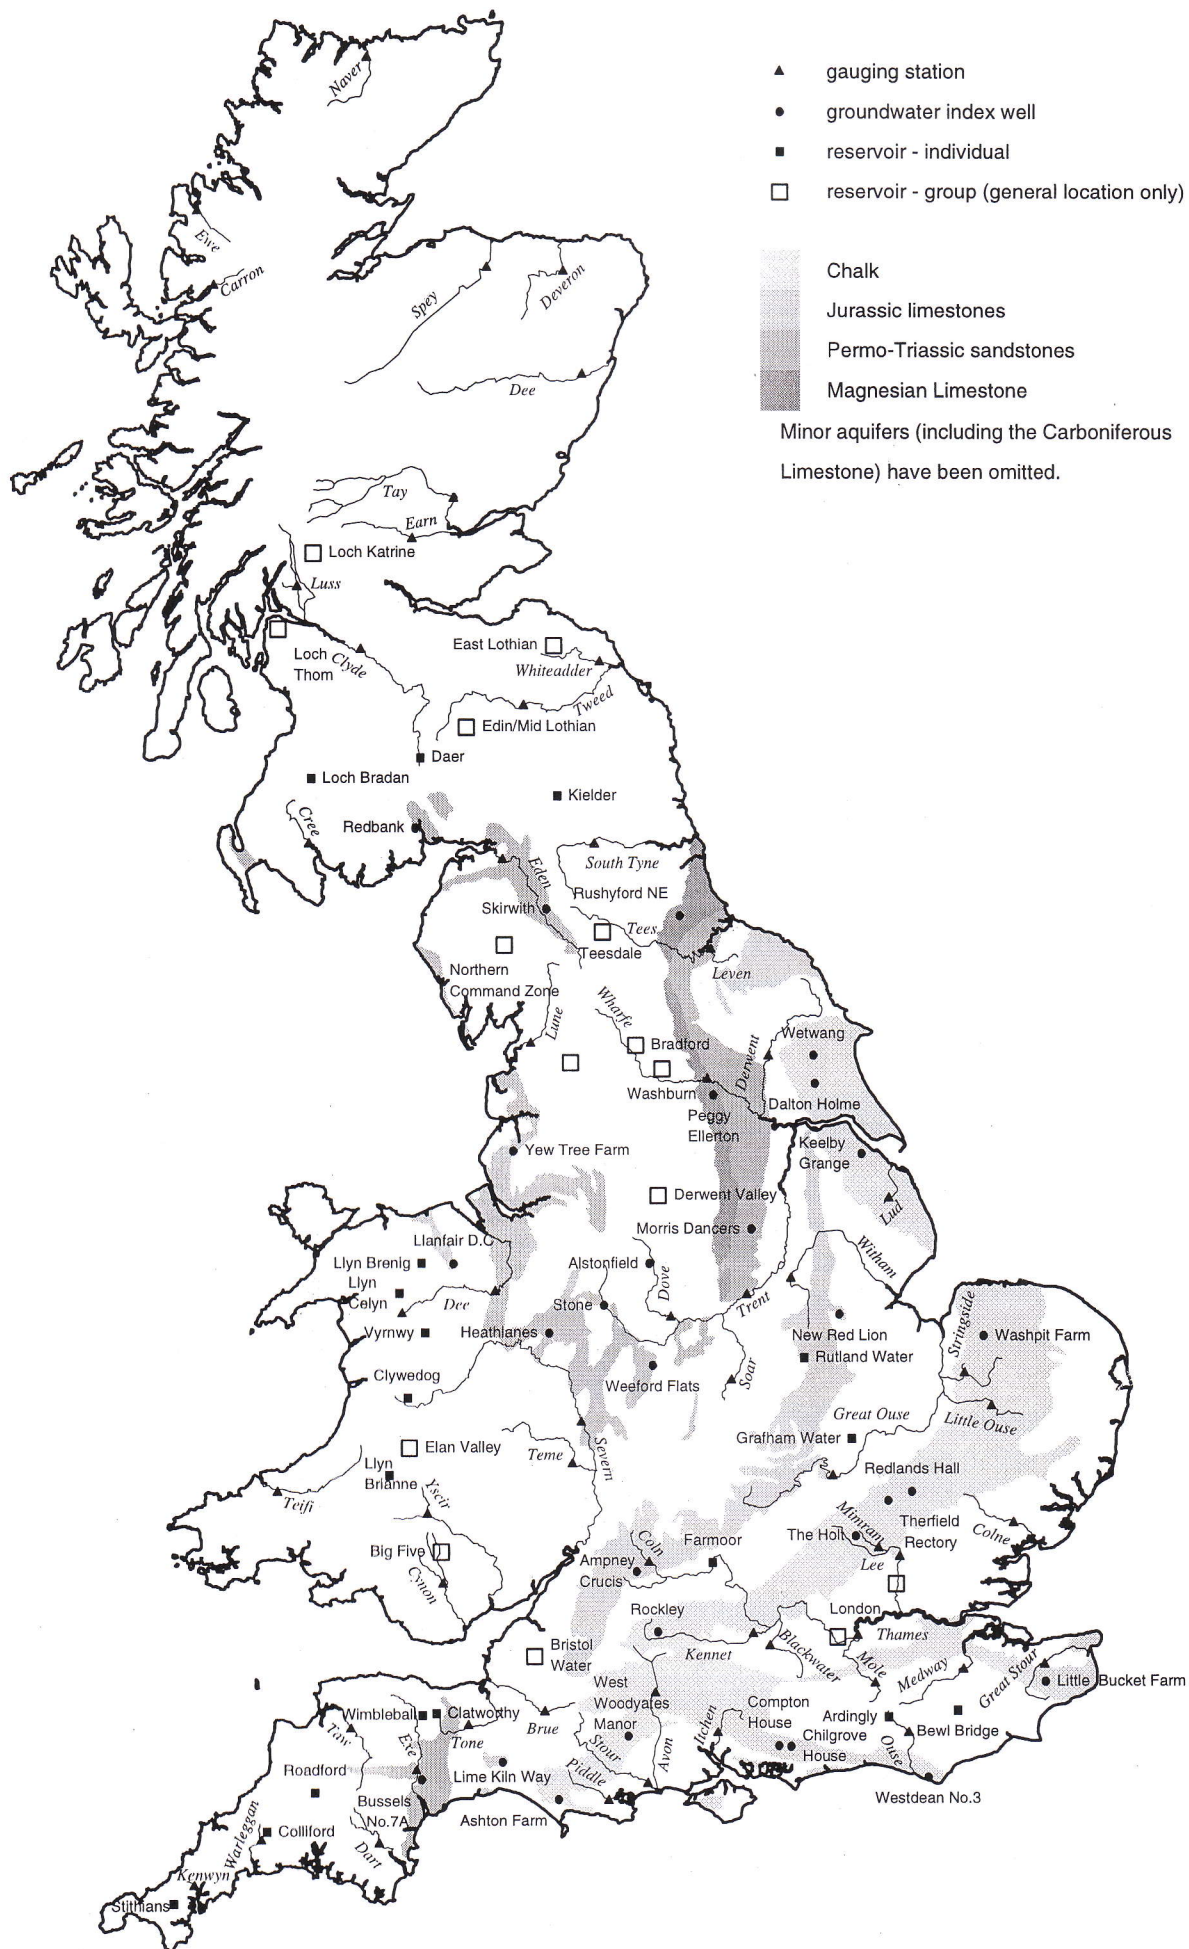 gauging station
groundwater index well
reservoir - individual
reservoir - group (general location only)
Chalk
Jurassic limestones
Permo-Triassic sandstones
Magnesian Limestone
Minor aquifers (including the Carboniferous
Limestone) have been omitted.
Naver
Ewe
Carron
Spey
Deveron
Dee
Tay
Earn
Loch Katrine
Luss
Loch
Thom
Clyde
East Lothian
Whiteadder
Tweed
Edin/Mid Lothian
Daer
Loch Bradan
Kielder
Cree
Redbank
South Tyne
Eden
Rushyford NE
Skirwith
Tees
Teesdale
Northern
Command Zone
Leven
Lune
Wharfe
Bradford
Derwent
Wetwang
Washburn
Dalton Holme
Peggy
Ellerton
Keelby
Grange
Yew Tree Farm
Derwent Valley
Lud
Morris Dancers
Llanfair D.C
Witham
Llyn Brenig
Alstonfield
Llyn
Celyn
Dee
Dove
Trent
Stone
Stringside
Vyrnwy
Heathlanes
New Red Lion
Washpit Farm
Rutland Water
Clywedog
Weeford Flats
Soar
Great Ouse
Little Ouse
Grafham Water
Elan Valley
Teme
Severn
Llyn
Brianne
Redlands Hall
Teifi
Yscir
Mimram
Therfield
Rectory
Colne
The Holt
Coln
Farmoor
Big Five
Ampney
Crucis
Lee
Cynon
Rockley
London
Thames
Kennet
Blackwater
Bristol
Water
Mole
Medway
Great Stour
Little Bucket Farm
West
Woodyates
Manor
Compton
House
Ardingly
Bewl Bridge
Wimbleball
Clatworthy
Brue
Itchen
Chilgrove
House
Taw
Exe
Tone
Stour
Avon
Ouse
Roadford
Lime Kiln Way
Piddle
Westdean No.3
Bussels
No.7A
Ashton Farm
Colliford
Warleggan
Dart
Kenwyn
Stithians